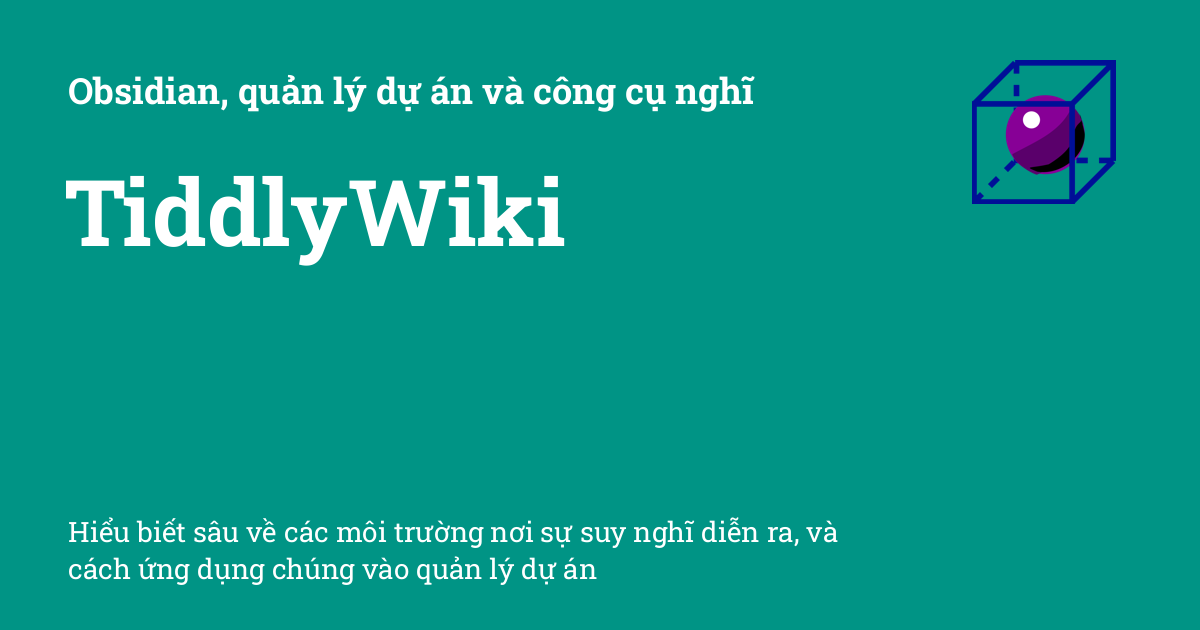 Obsidian, quản lý dự án và công cụ nghĩ
TiddlyWiki
Hiểu biết sâu về các môi trường nơi sự suy nghĩ diễn ra, và
cách ứng dụng chúng vào quản lý dự án